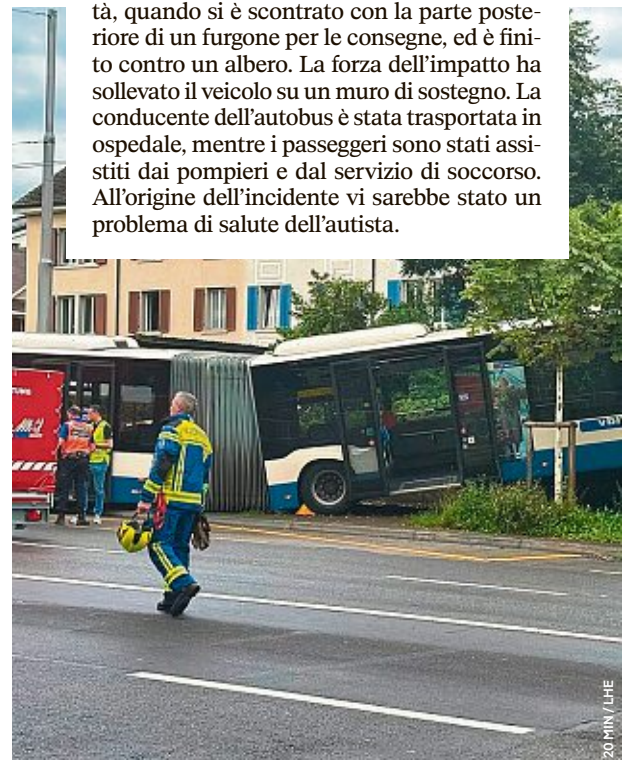 tà, quando si è scontrato con la parte poste-
riore di un furgone per le consegne, ed è fini-
to contro un albero. La forza dell'impatto ha
sollevato il veicolo su un muro di sostegno. La
conducente dell'autobus è stata trasportata in
ospedale, mentre i passeggeri sono stati assi-
stiti dai pompieri e dal servizio di soccorso.
All'origine dell'incidente vi sarebbe stato un
problema di salute dell'autista.
20 MIN / LHE